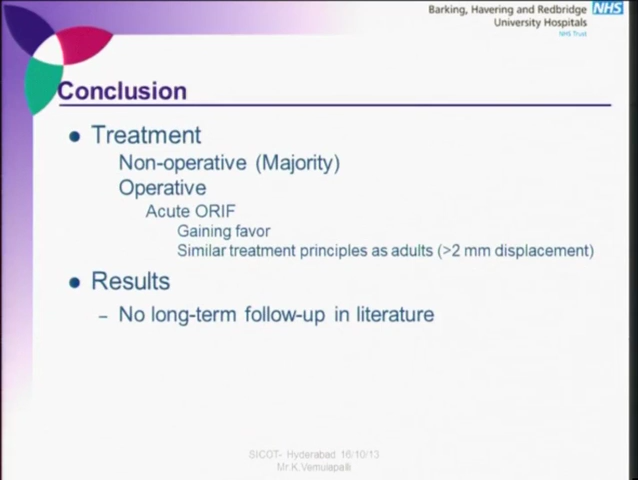 Barking, Havering and Redbridge NHS
University Hospitals
NHS Trust
Conclusion
• Treatment
Non-operative (Majority)
Operative
Acute ORIF
Gaining favor
Similar treatment principles as adults (>2 mm displacement)
• Results
– No long-term follow-up in literature
SICOT- Hyderabad 16/10/13
Mr.K.Vemulapalli